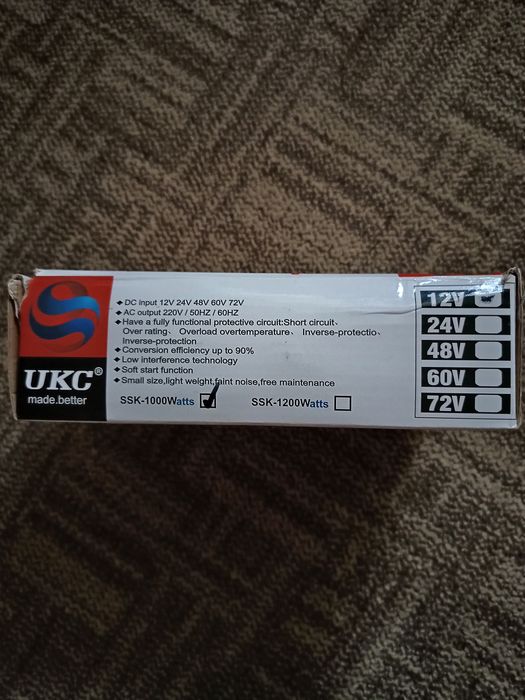 UKC®
made.better
DC input 12V 24V 48V 60V 72V
AC output 220V / 50HZ / 60HZ
Have a fully functional protective circuit:Short circuit、
Over rating、 Overload overtemperature、 Inverse-protectio、
Inverse-protection
Conversion efficiency up to 90%
Low interference technology
Soft start function
Small size,light weight,faint noise,free maintenance
SSK-1000Watts SSK-1200Watts
12V
24V
48V
60V
72V